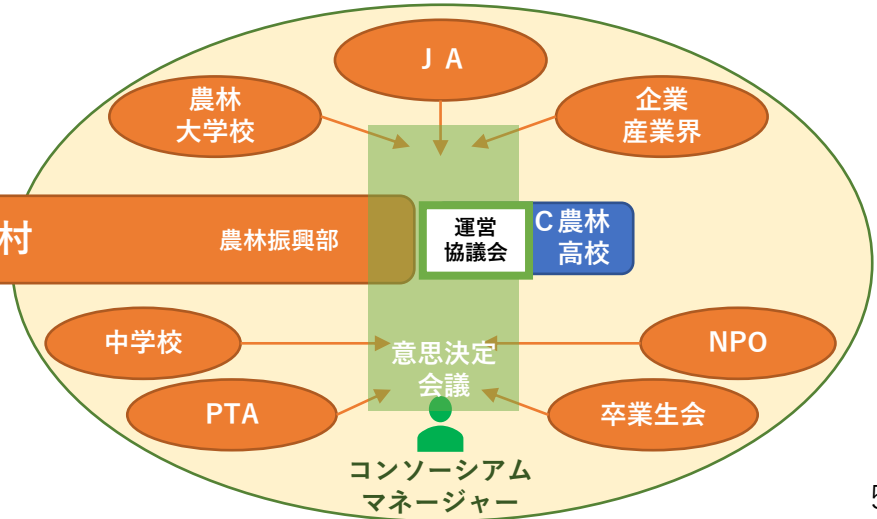 ＪＡ
農林
大学校
企業
産業界
村
農林振興部
運営
協議会
Ｃ農林
高校
中学校
意思決定
会議
NPO
PTA
卒業生会
コンソーシアム
マネージャー